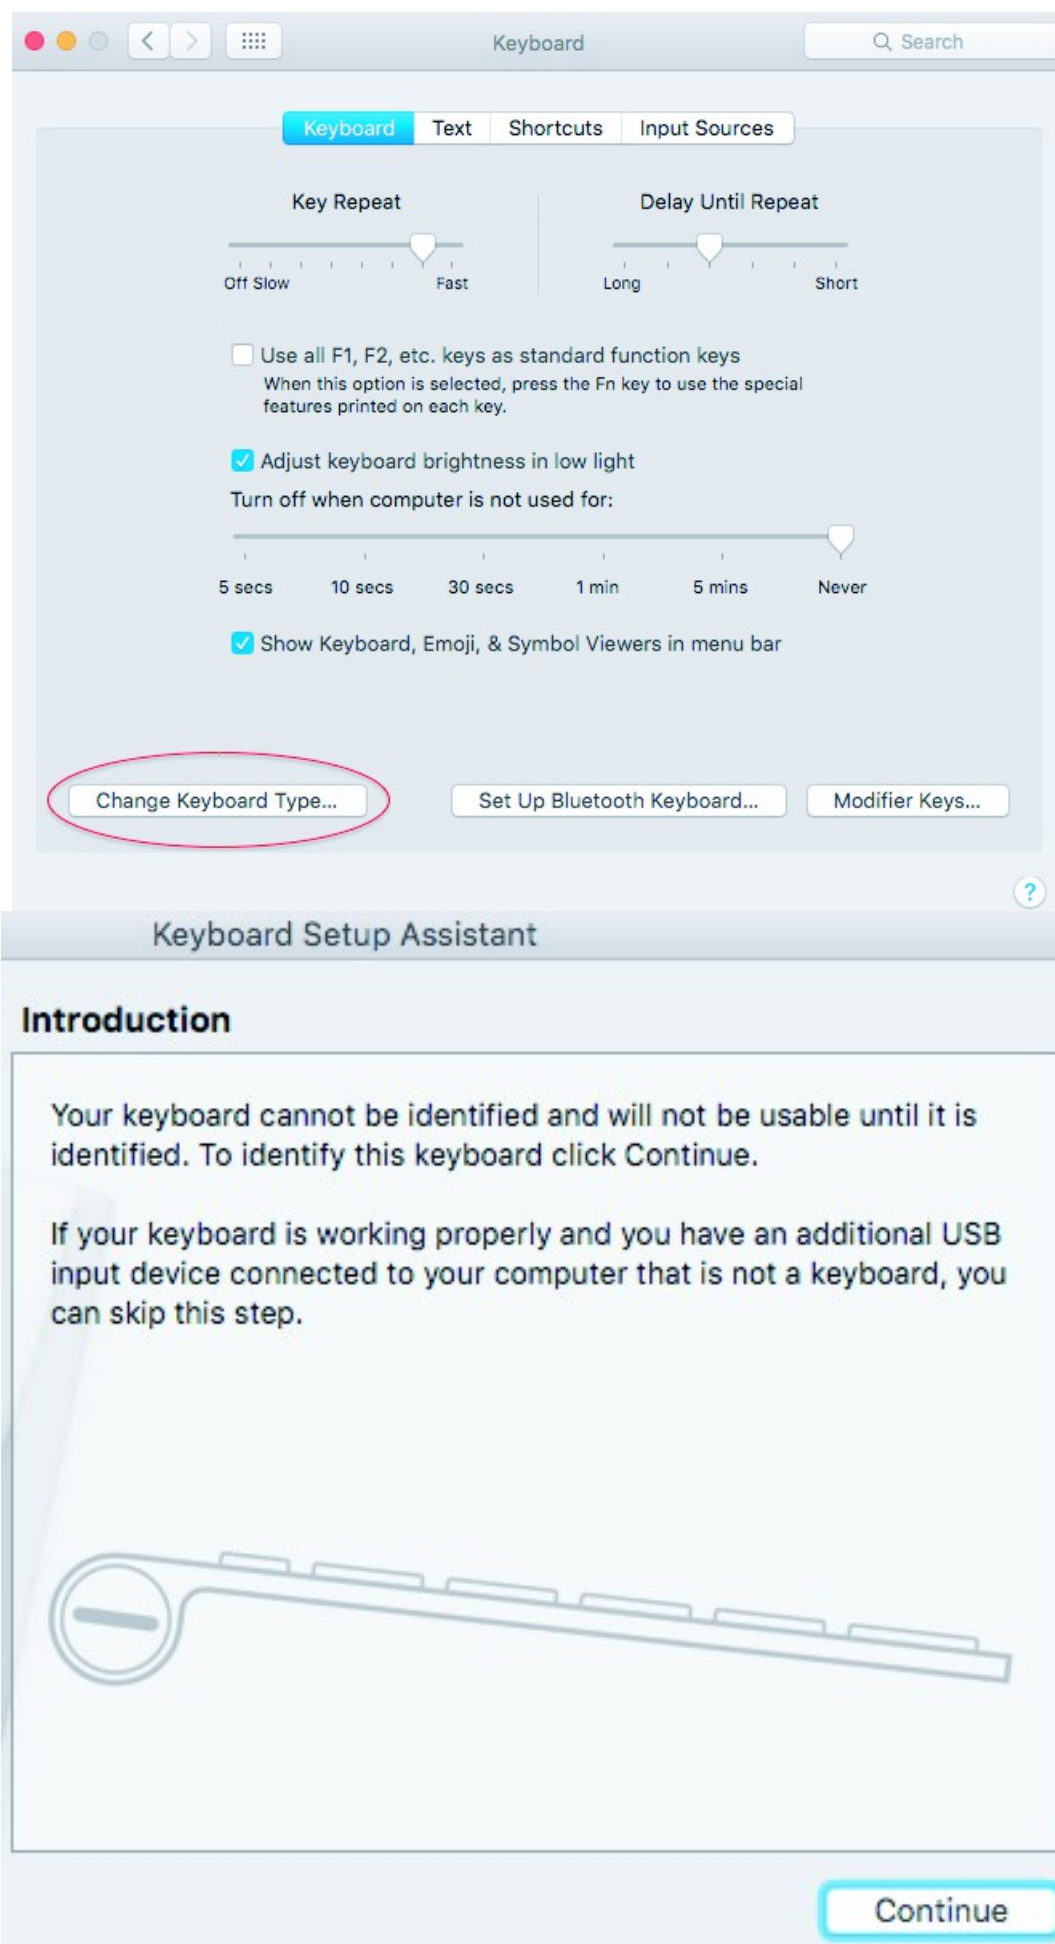 Keyboard
Search
Keyboard Text Shortcuts Input Sources
Key Repeat Delay Until Repeat
Off Slow Fast Long Short
Use all F1, F2, etc. keys as standard function keys
When this option is selected, press the Fn key to use the special
features printed on each key.
Adjust keyboard brightness in low light
Turn off when computer is not used for:
5 secs 10 secs 30 secs 1 min 5 mins Never
Show Keyboard, Emoji, & Symbol Viewers in menu bar
Change Keyboard Type... Set Up Bluetooth Keyboard... Modifier Keys...
?
Keyboard Setup Assistant
Introduction
Your keyboard cannot be identified and will not be usable until it is
identified. To identify this keyboard click Continue.
If your keyboard is working properly and you have an additional USB
input device connected to your computer that is not a keyboard, you
can skip this step.
Continue